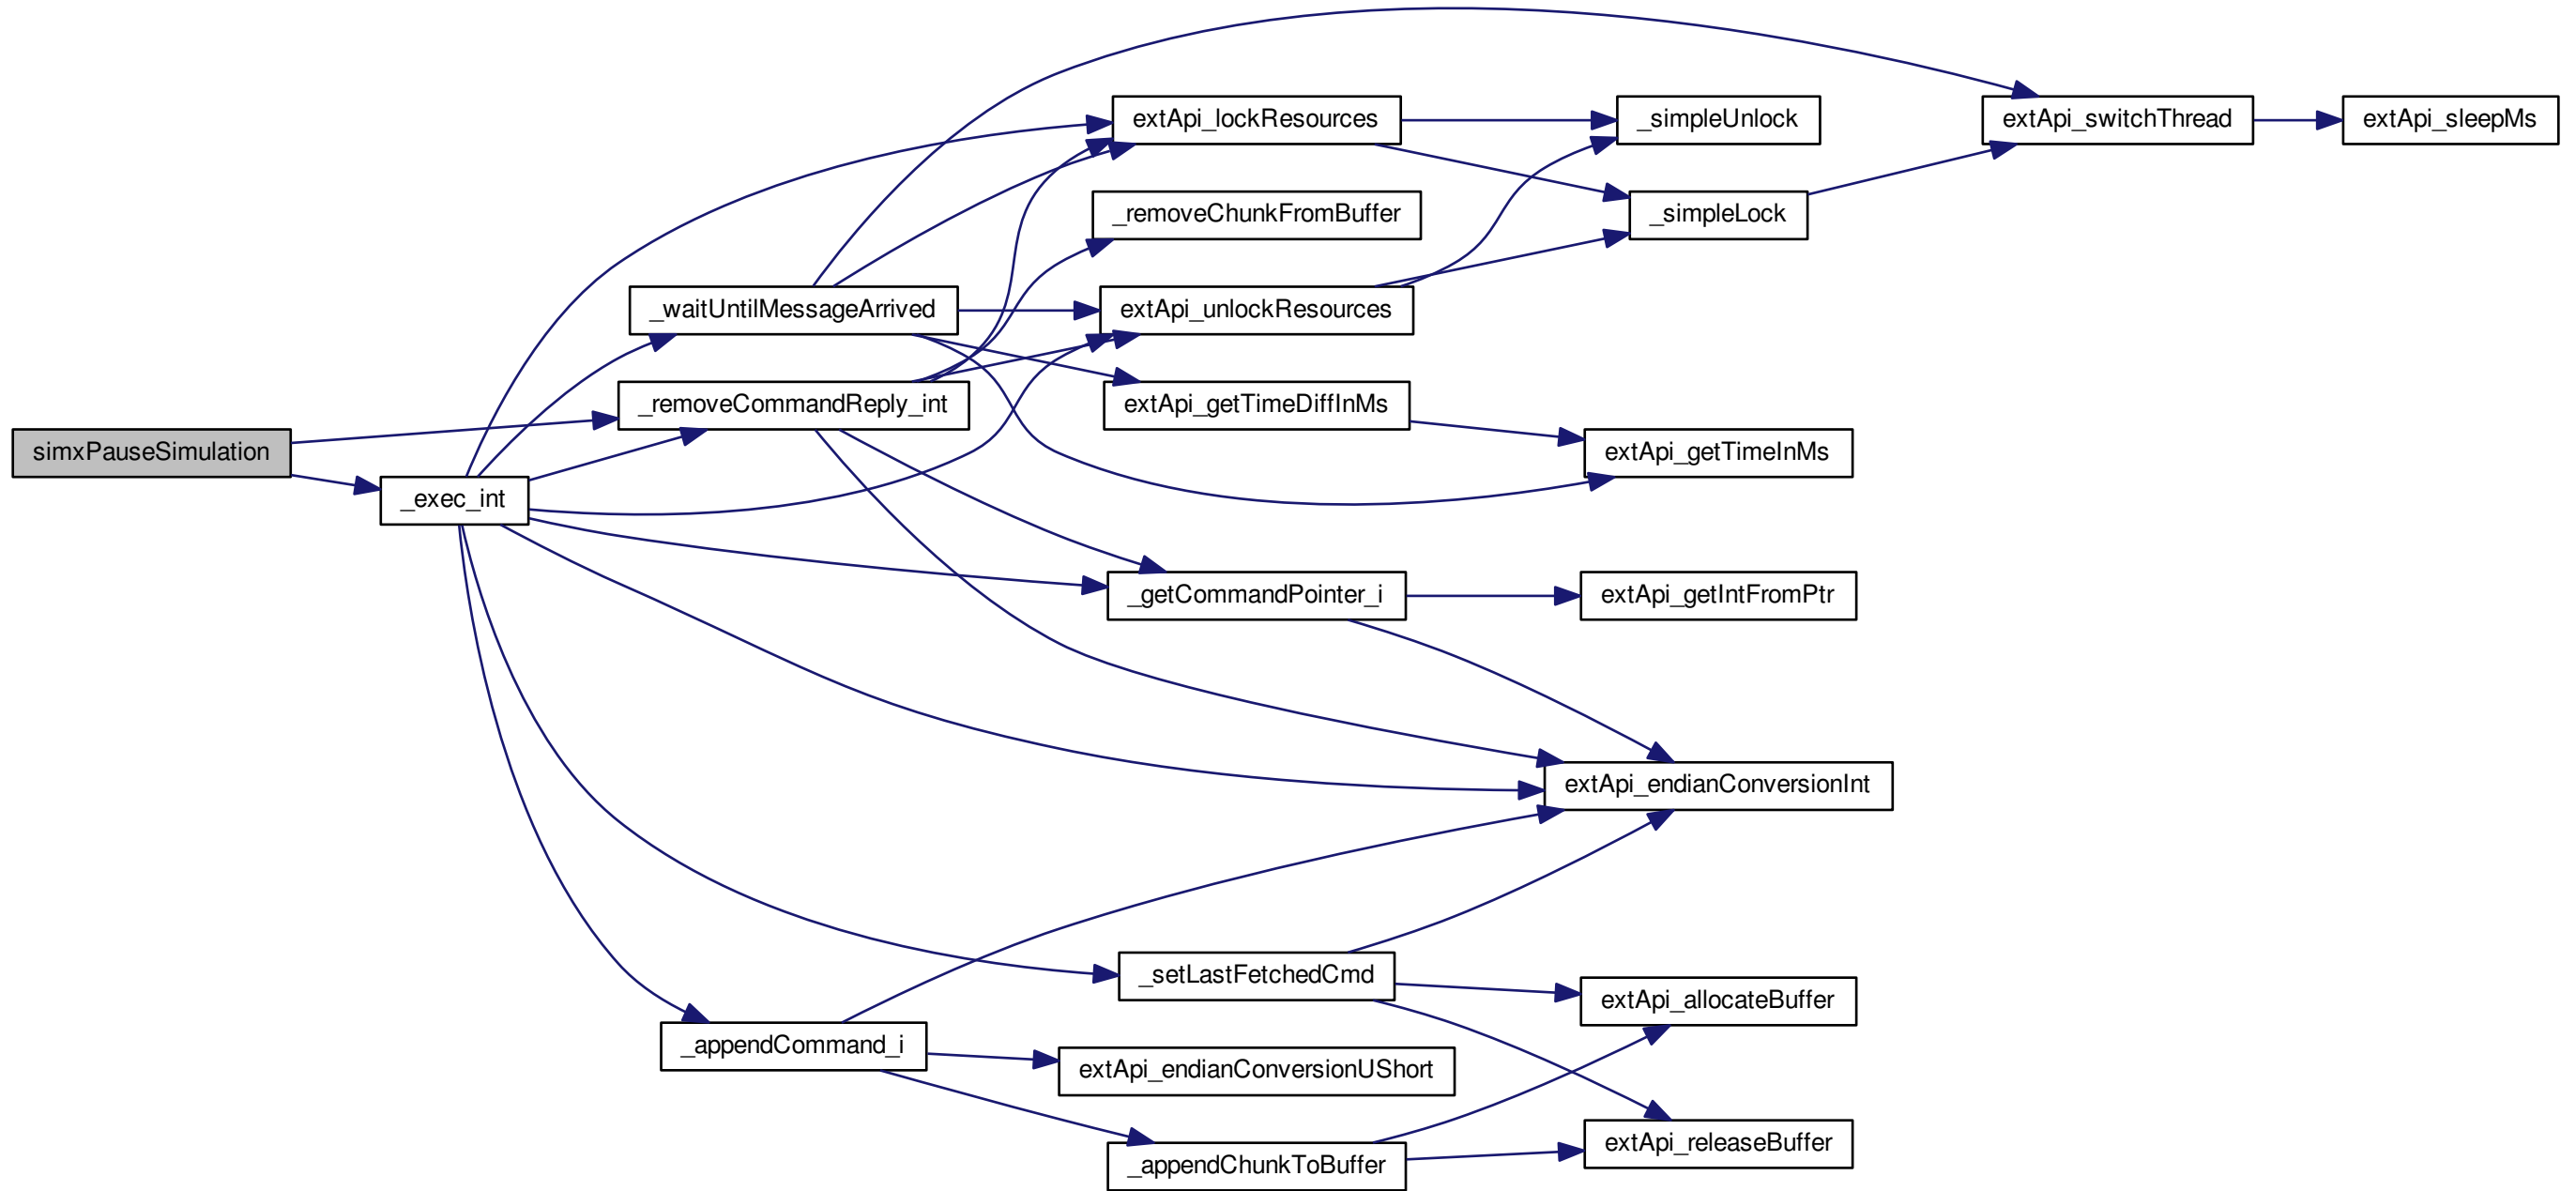 extApi_lockResources
_simpleUnlock
extApi_switchThread
extApi_sleepMs
_removeChunkFromBuffer
_simpleLock
_waitUntilMessageArrived
extApi_unlockResources
_removeCommandReply_int
extApi_getTimeDiffInMs
simxPauseSimulation
extApi_getTimeInMs
_exec_int
_getCommandPointer_i
extApi_getIntFromPtr
extApi_endianConversionInt
_setLastFetchedCmd
extApi_allocateBuffer
_appendCommand_i
extApi_endianConversionUShort
_appendChunkToBuffer
extApi_releaseBuffer